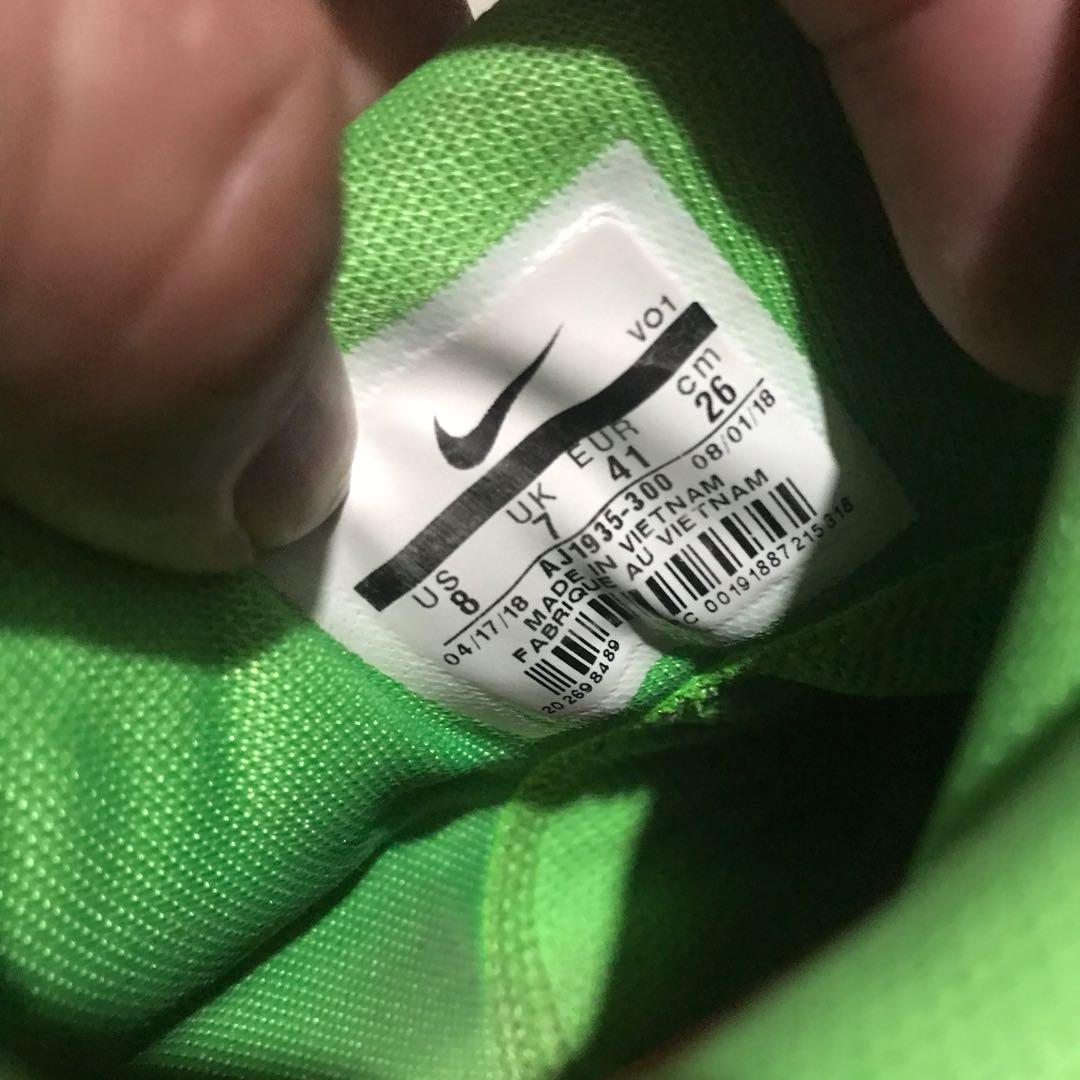 VO1
US UK EUR cm
8 7 41 26
04/17/18 AJ1935-300 08/01/18
MADE IN VIETNAM
FABRIQUE AU VIETNAM
202698489 C 00191887215318